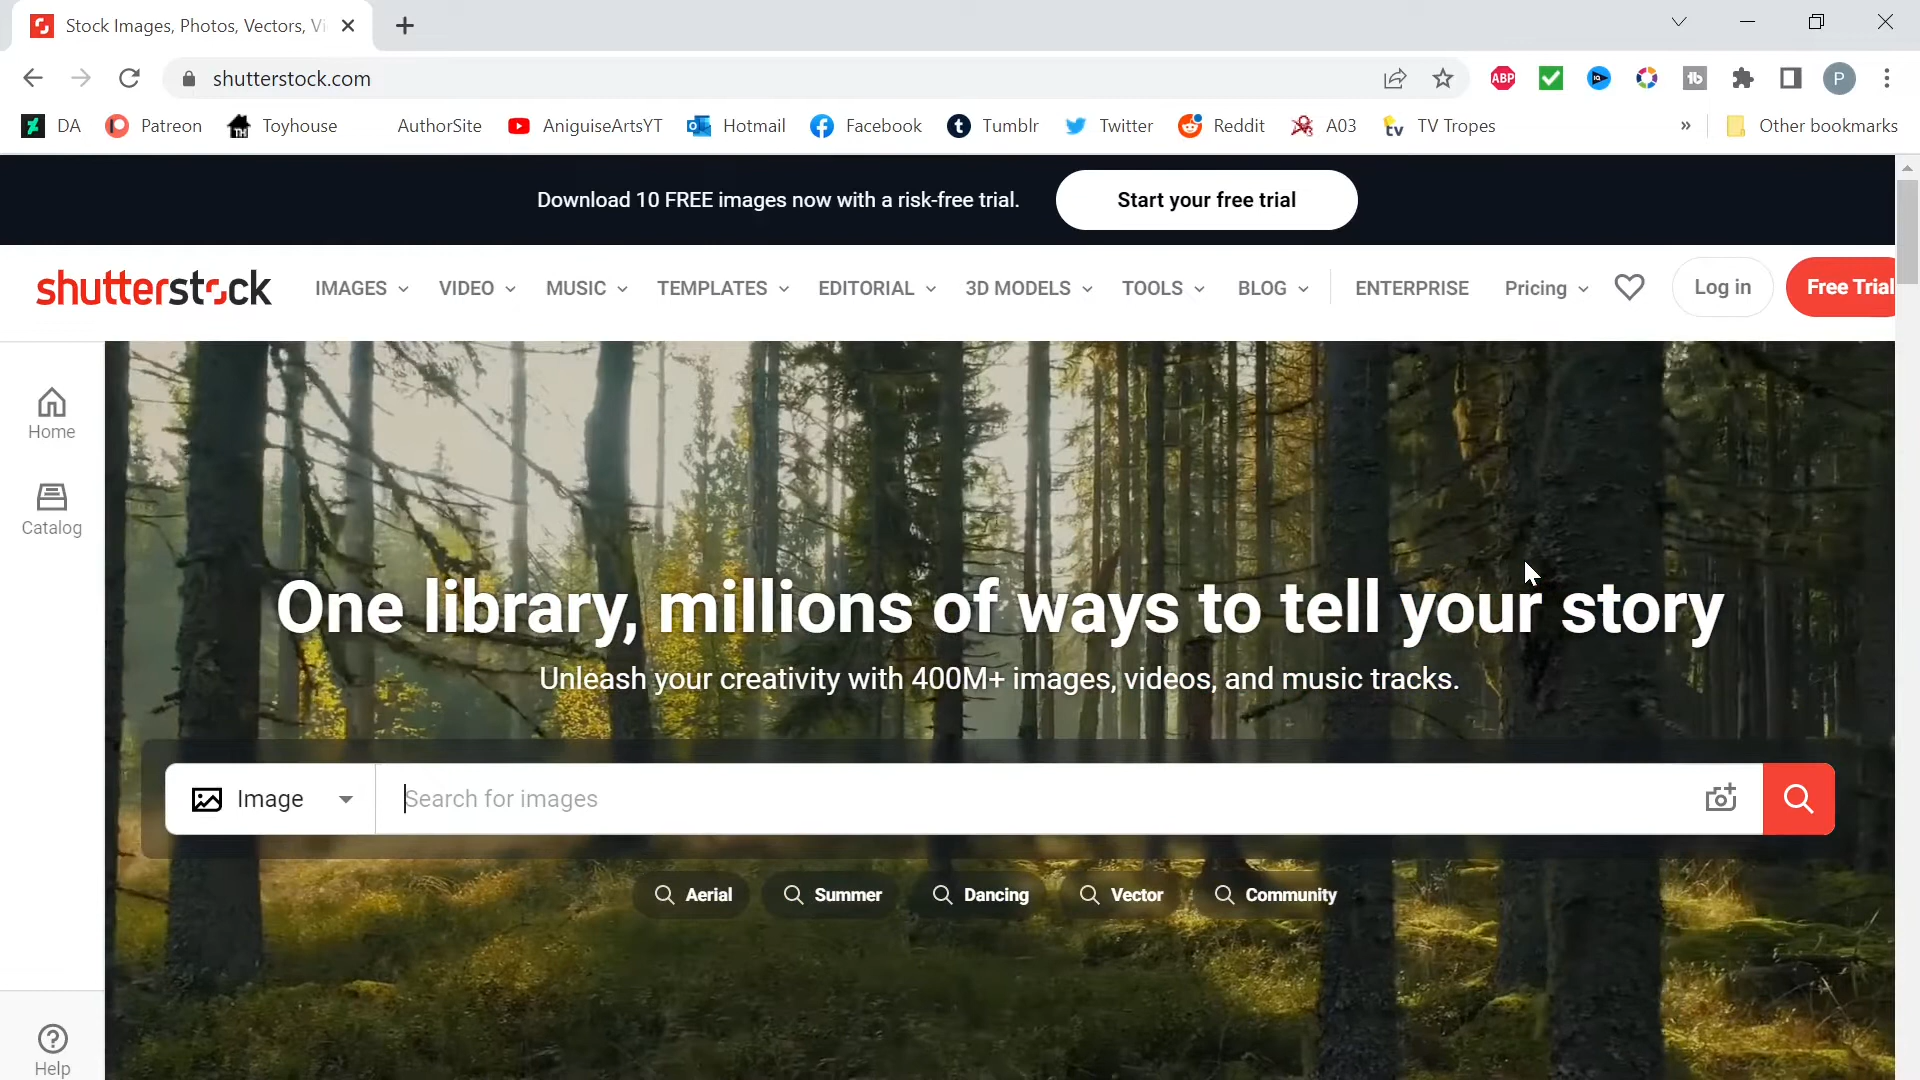 Stock Images, Photos, Vectors, Vi
shutterstock.com
ABP
P
DA Patreon Toyhouse AuthorSite AniguiseArtsYT Hotmail Facebook Tumblr Twitter Reddit A03 TV Tropes » Other bookmarks
Download 10 FREE images now with a risk-free trial. Start your free trial
shutterstock IMAGES VIDEO MUSIC TEMPLATES EDITORIAL 3D MODELS TOOLS BLOG ENTERPRISE Pricing Log in Free Trial
Home
Catalog
One library, millions of ways to tell your story
Unleash your creativity with 400M+ images, videos, and music tracks.
Image Search for images
Aerial Summer Dancing Vector Community
Help